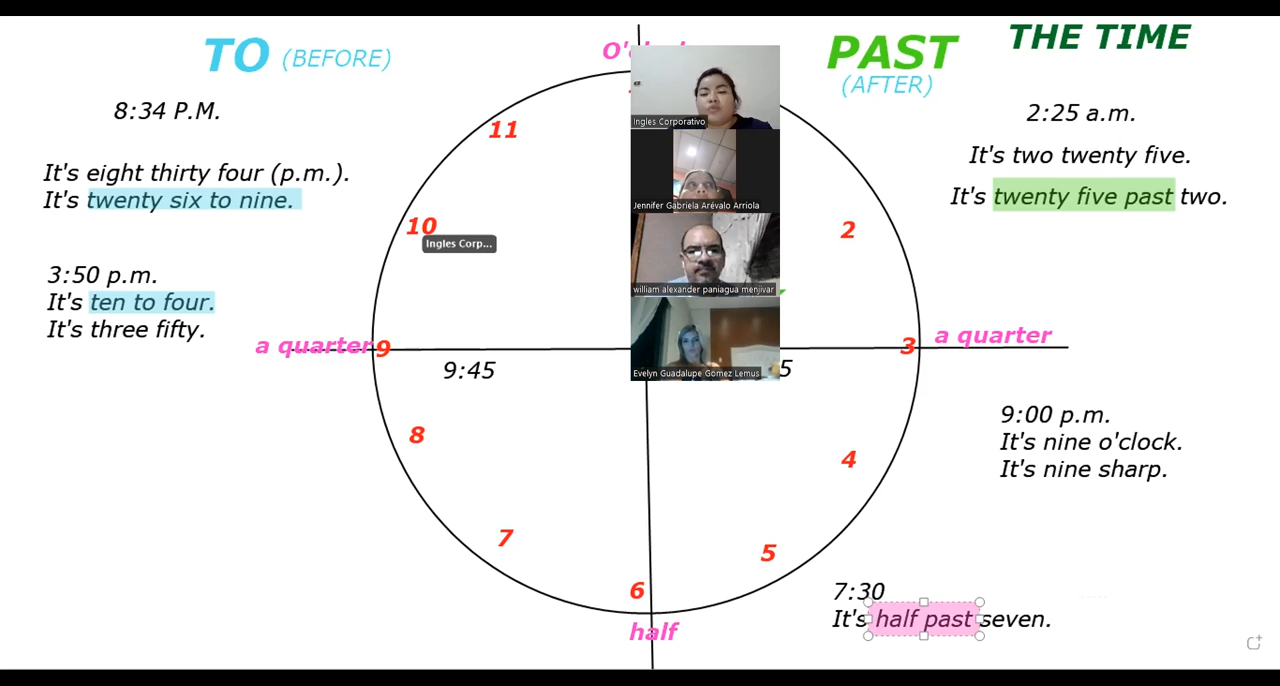 TO (BEFORE)
PAST
(AFTER)
THE TIME
8:34 P.M.
It's eight thirty four (p.m.).
It's twenty six to nine.
3:50 p.m.
It's ten to four.
It's three fifty.
2:25 a.m.
It's two twenty five.
It's twenty five past two.
9:00 p.m.
It's nine o'clock.
It's nine sharp.
7:30
It's half past seven.
11
10
9
8
7
6
5
4
3
2
a quarter
a quarter
half
9:45
Ingles Corp...
Ingles Corporativo
Jennifer Gabriela Arévalo Arriola
william alexander paniagua menjivar
Evelyn Guadalupe Gomez Lemus